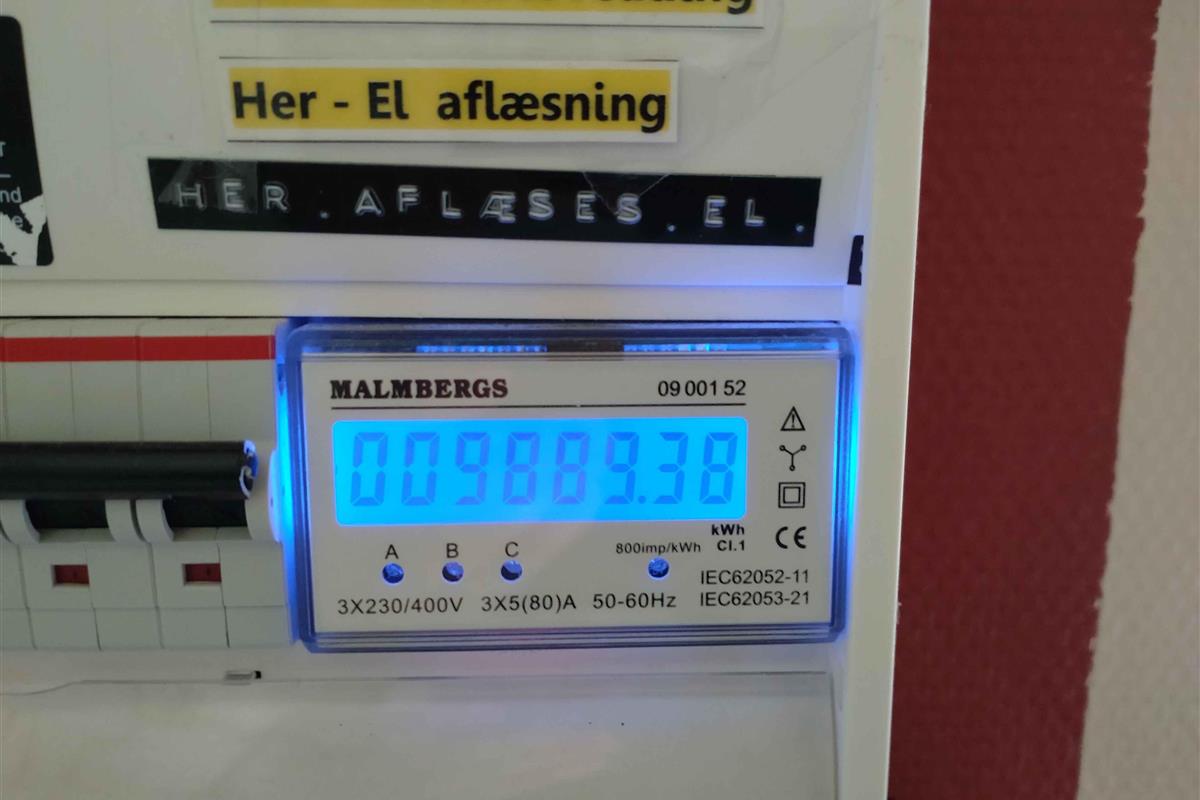 Her - El aflæsning
HER.AFLÆSES.EL.
MALMBERGS 09 001 52
009889.38
kWh
A B C 800imp/kWh Cl.1
CE
IEC62052-11
3X230/400V 3X5(80)A 50-60Hz IEC62053-21